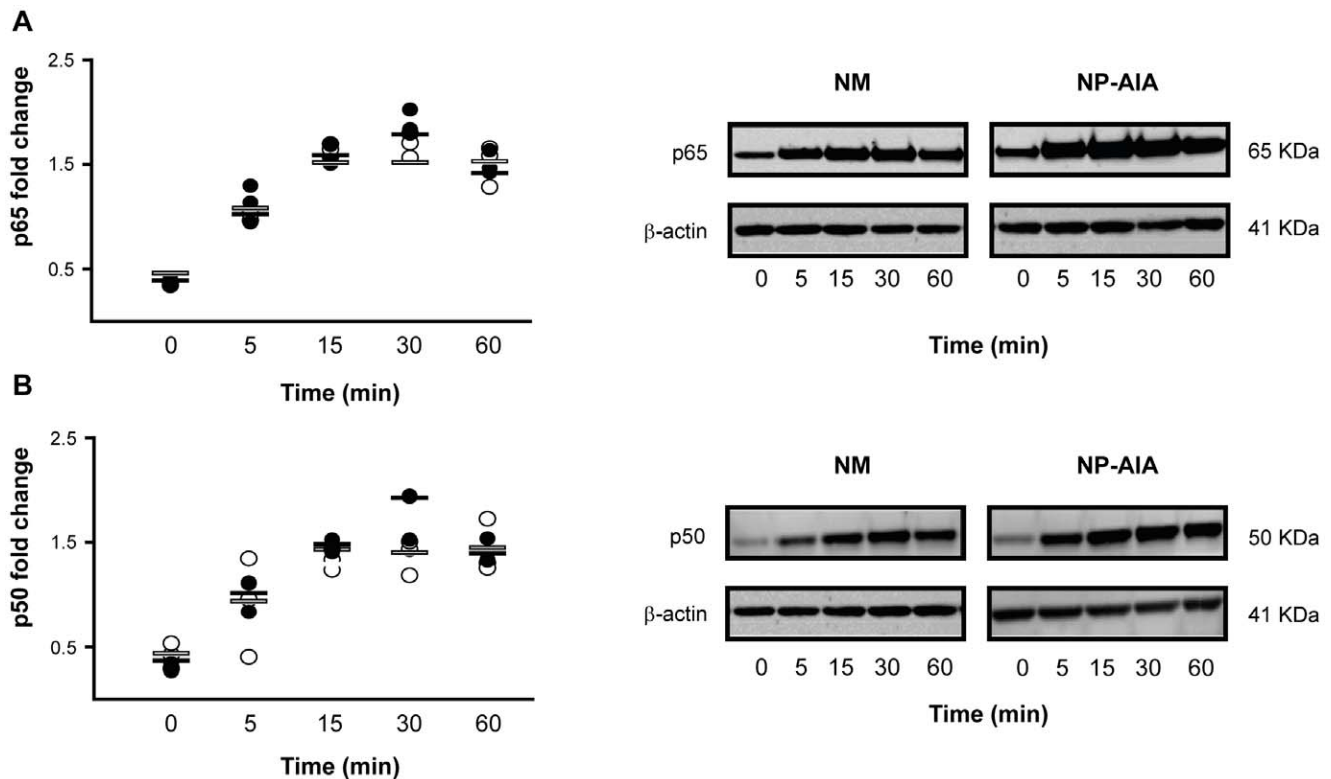 A
p65 fold change
2.5
1.5
0.5
0 5 15 30 60
Time (min)
NM NP-AIA
p65 65 KDa
β-actin 41 KDa
0 5 15 30 60 0 5 15 30 60
Time (min)
B
p50 fold change
2.5
1.5
0.5
0 5 15 30 60
Time (min)
NM NP-AIA
p50 50 KDa
β-actin 41 KDa
0 5 15 30 60 0 5 15 30 60
Time (min)